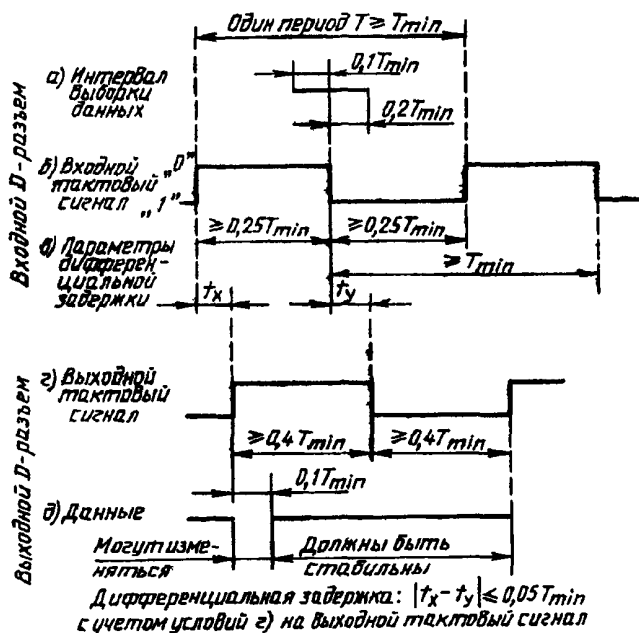 Один период T ≥ Tmin
0,1Tmin
а) Интервал
выборки
данных
0,2Tmin
Входной D-разъем
б) Входной „0"
тактовый
сигнал „1"
≥0,25Tmin
≥0,25Tmin
в) Параметры
дифферен-
циальной
задержки
≥Tmin
tx
ty
Выходной D-разъем
г) Выходной
тактовый
сигнал
≥0,4Tmin
≥0,4Tmin
0,1Tmin
д) Данные
Могут изме-
няться
Должны быть
стабильны
Дифференциальная задержка: |tx-ty|≤0,05Tmin
с учетом условий г) на выходной тактовый сигнал